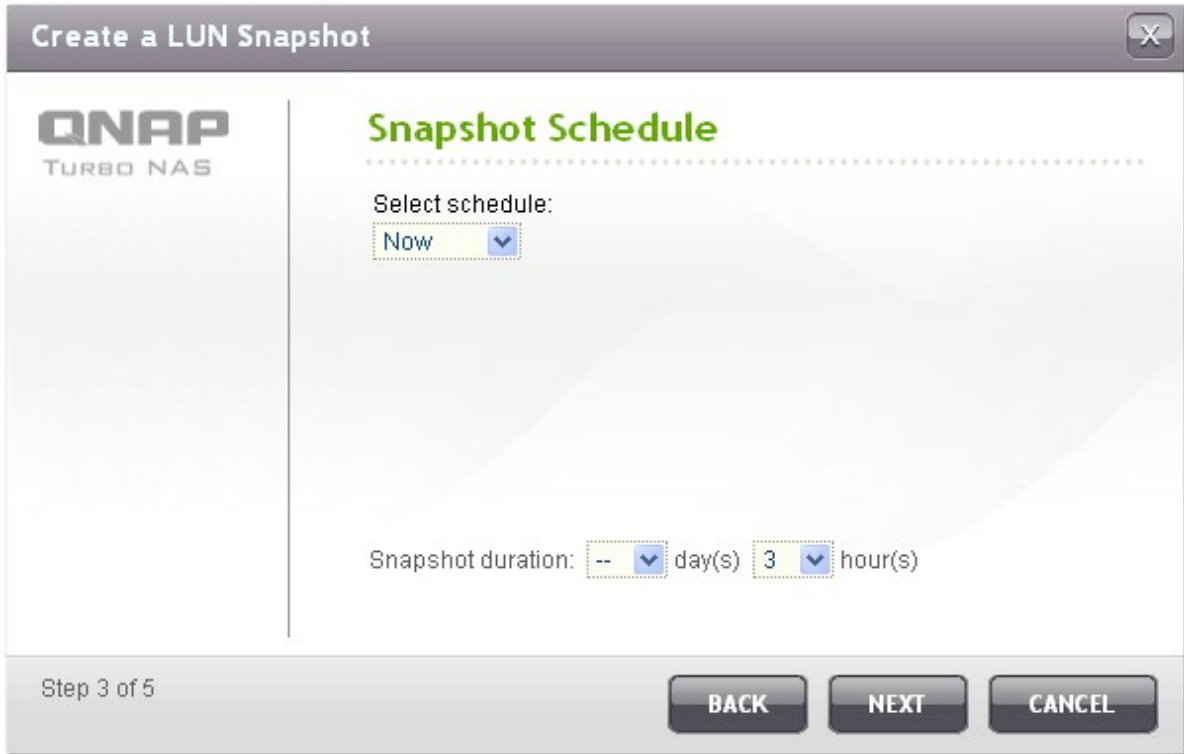 Create a LUN Snapshot X
QNAP
TURBO NAS
Snapshot Schedule
Select schedule:
Now
Snapshot duration: -- day(s) 3 hour(s)
Step 3 of 5
BACK NEXT CANCEL